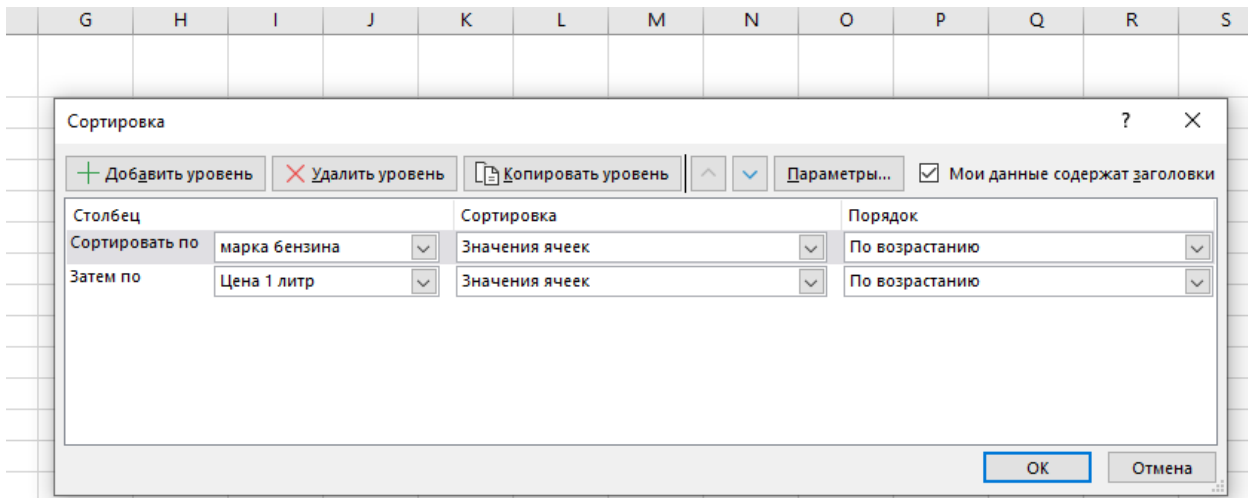 G H I J K L M N O P Q R S
Сортировка ?
Добавить уровень Удалить уровень Копировать уровень Параметры... Мои данные содержат заголовки
Столбец Сортировка Порядок
Сортировать по марка бензина Значения ячеек По возрастанию
Затем по Цена 1 литр Значения ячеек По возрастанию
ОК Отмена